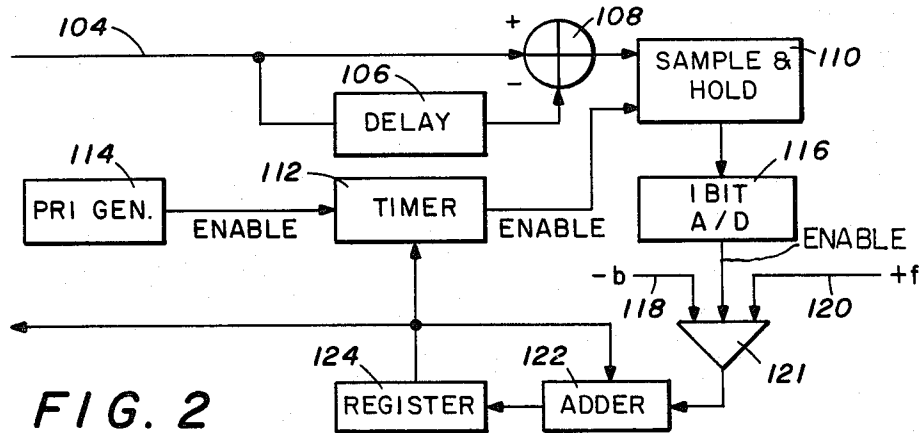 104
+
108
-
106
DELAY
SAMPLE &
HOLD
110
114
PRI GEN.
ENABLE
112
TIMER
ENABLE
116
1 BIT
A/D
ENABLE
-b
118
120
+f
121
124
REGISTER
122
ADDER
FIG. 2